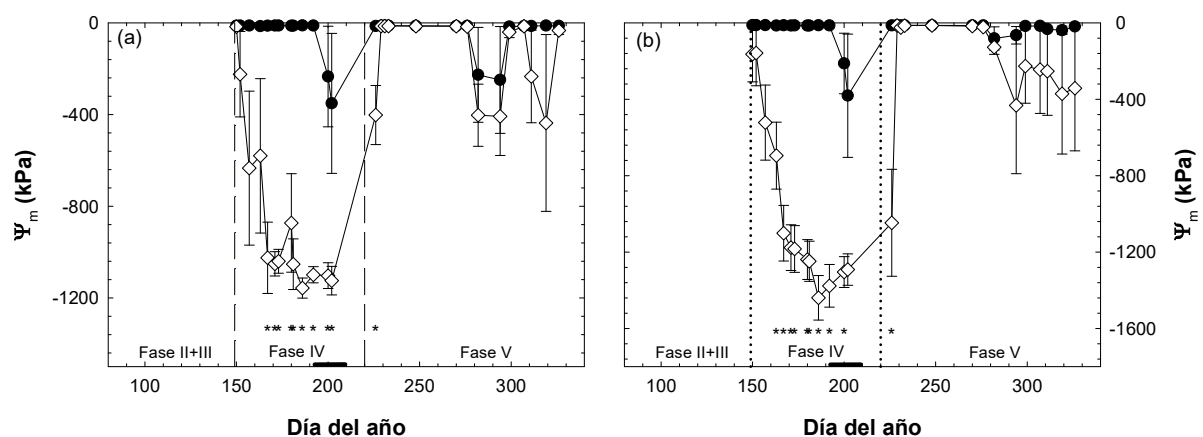 (a)
0
-400
-800
-1200
Ψm (kPa)
* ** ** * * ** *
Fase II+III
Fase IV
Fase V
100 150 200 250 300
Día del año
(b)
0
-400
-800
-1200
-1600
Ψm (kPa)
** ** ** * * * *
Fase II+III
Fase IV
Fase V
100 150 200 250 300
Día del año